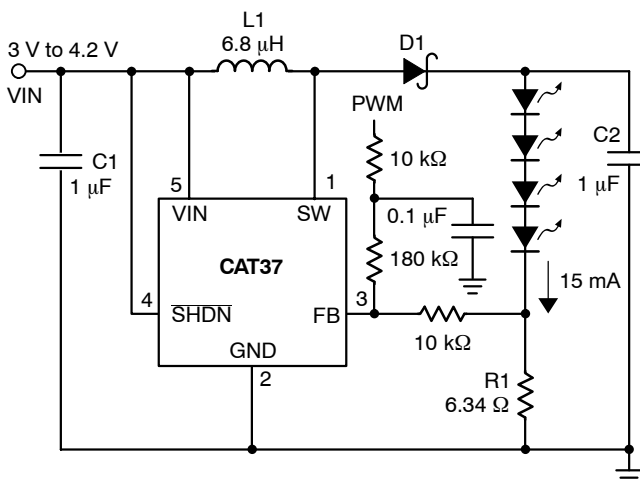 L1
6.8 μH
D1
3 V to 4.2 V
VIN
PWM
10 kΩ
C1
1 μF
C2
1 μF
5
1
VIN
SW
0.1 μF
CAT37
180 kΩ
15 mA
4
SHDN
3
FB
10 kΩ
GND
2
R1
6.34 Ω